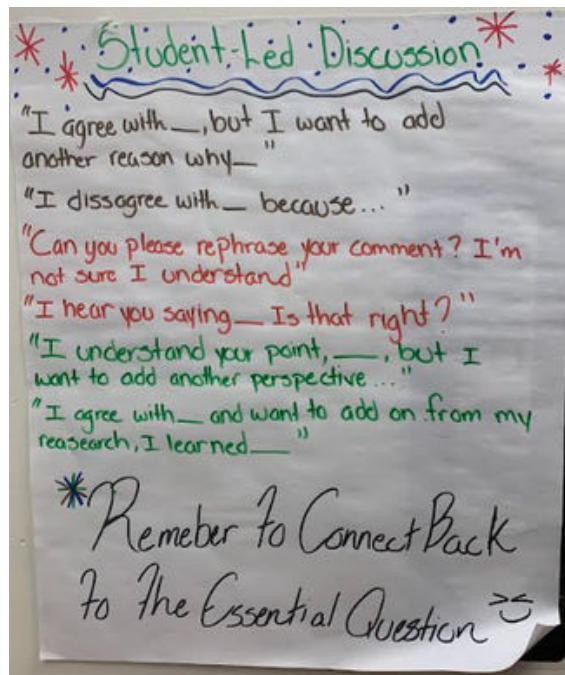 Student-Led Discussion
"I agree with __, but I want to add
another reason why__"
"I dissagree with __ because..."
"Can you please rephrase your comment? I'm
not sure I understand"
"I hear you saying __ Is that right?"
"I understand your point, __, but I
want to add another perspective..."
"I agree with __ and want to add on from my
reasearch, I learned __"
*Remeber to Connect Back
to The Essential Question